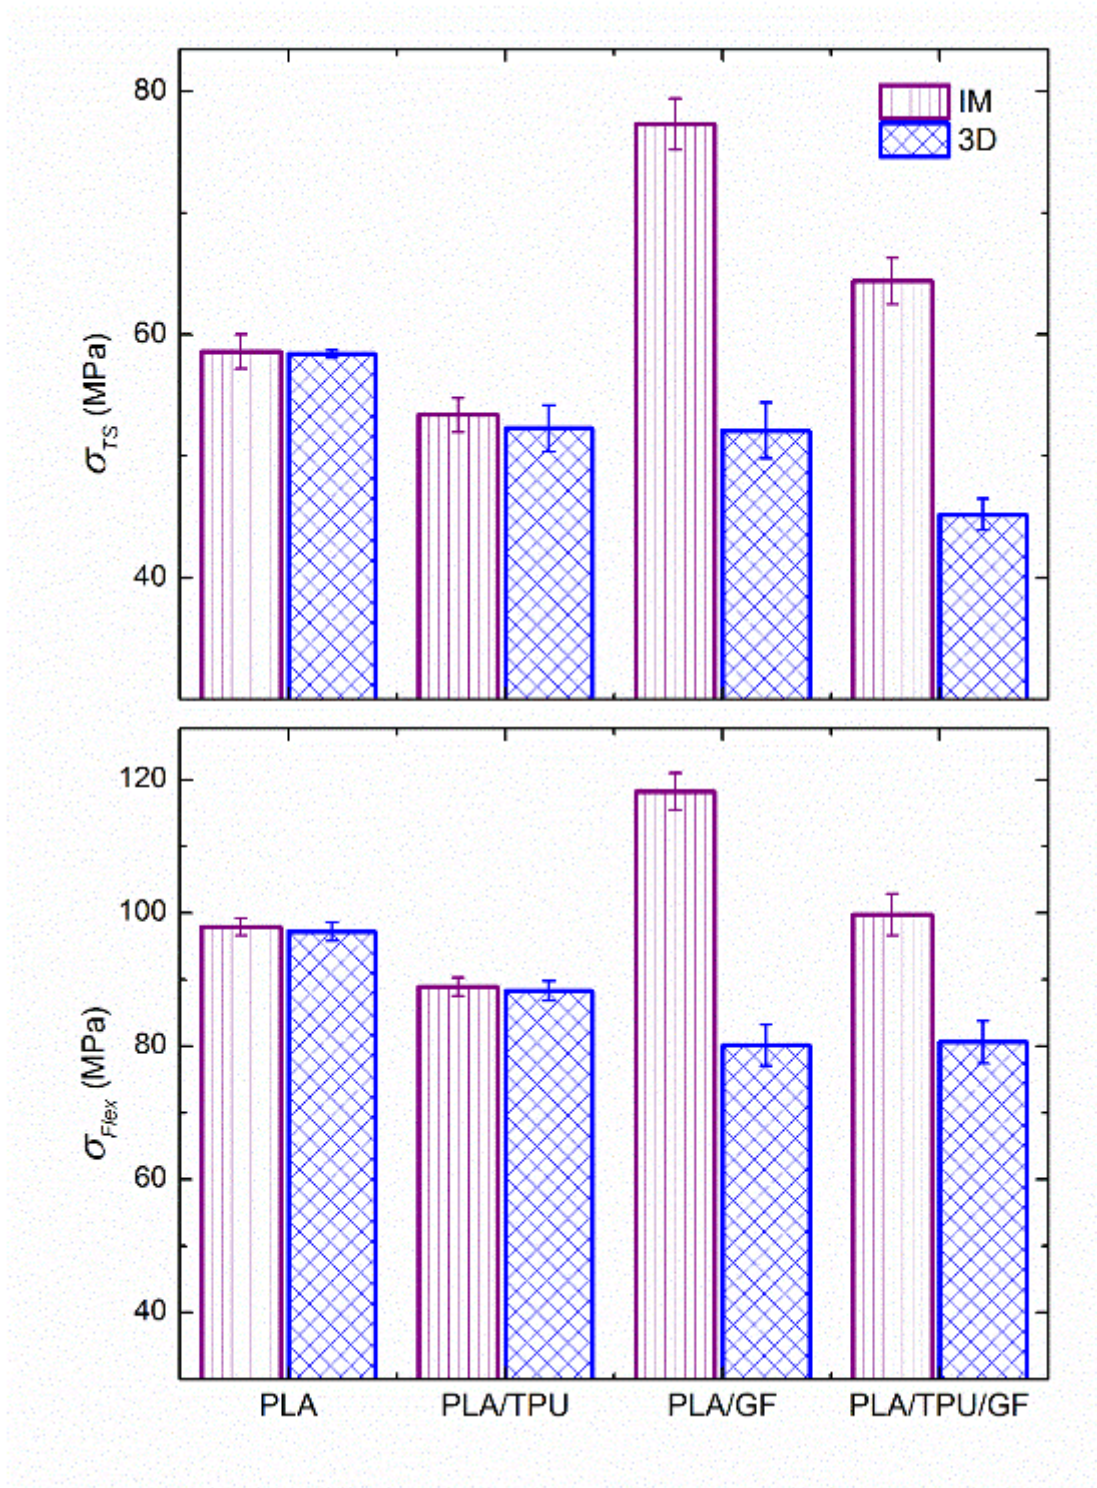 80
60
40
σTS (MPa)
IM
3D
120
100
80
60
40
σFlex (MPa)
PLA
PLA/TPU
PLA/GF
PLA/TPU/GF